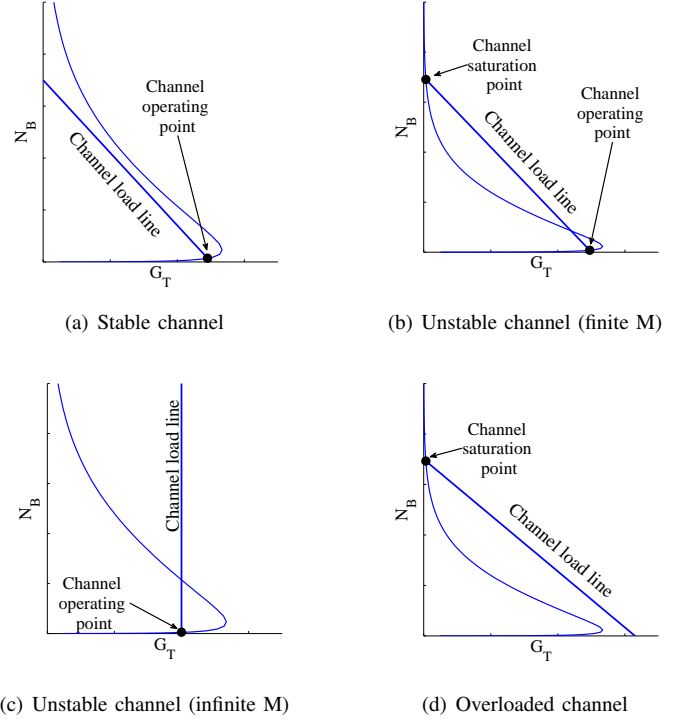 Channel
operating
point
N_B
Channel load line
G_T
(a) Stable channel
Channel
saturation
point
Channel
operating
point
N_B
Channel load line
G_T
(b) Unstable channel (finite M)
N_B
Channel load line
Channel
operating
point
G_T
(c) Unstable channel (infinite M)
Channel
saturation
point
N_B
Channel load line
G_T
(d) Overloaded channel